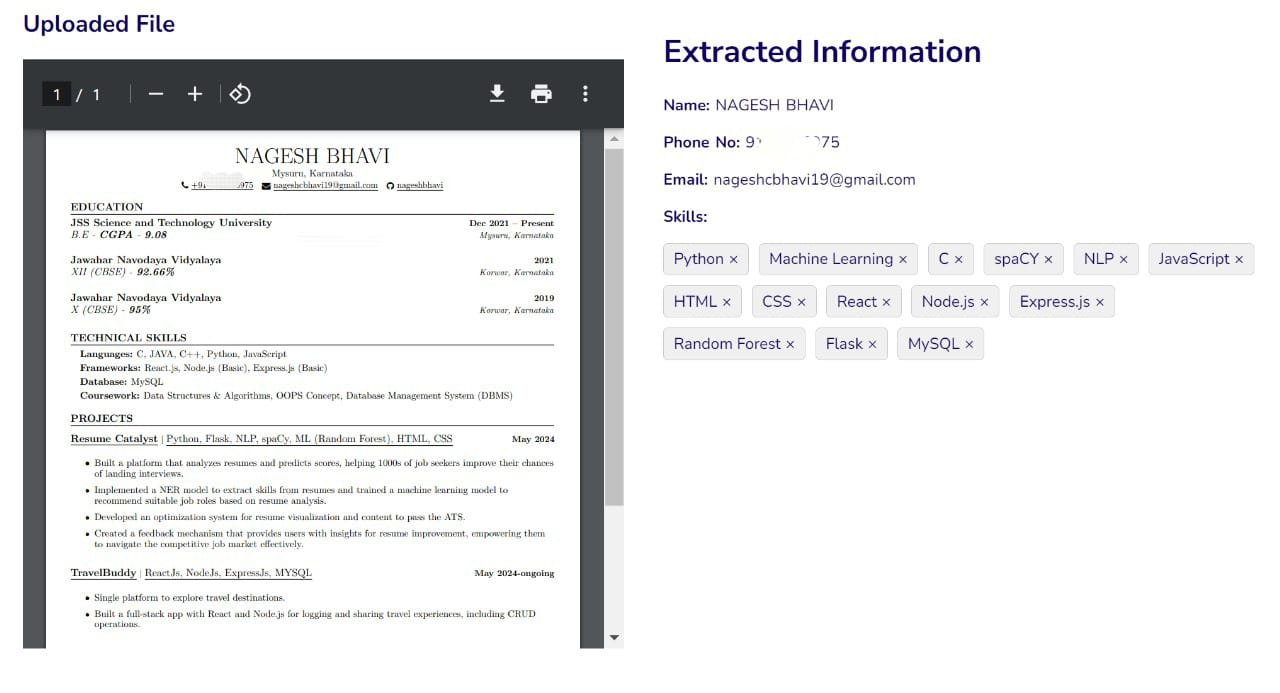 Uploaded File
1 / 1
NAGESH BHAVI
Mysuru, Karnataka
+91 975 nageshcbhavi19@gmail.com nageshbhavi
EDUCATION
JSS Science and Technology University Dec 2021 – Present
B.E - CGPA - 9.08 Mysuru, Karnataka
Jawahar Navodaya Vidyalaya 2021
XII (CBSE) - 92.66% Korwar, Karnataka
Jawahar Navodaya Vidyalaya 2019
X (CBSE) - 95% Korwar, Karnataka
TECHNICAL SKILLS
Languages: C, JAVA, C++, Python, JavaScript
Frameworks: React.js, Node.js (Basic), Express.js (Basic)
Database: MySQL
Coursework: Data Structures & Algorithms, OOPS Concept, Database Management System (DBMS)
PROJECTS
Resume Catalyst | Python, Flask, NLP, spaCy, ML (Random Forest), HTML, CSS May 2024
• Built a platform that analyzes resumes and predicts scores, helping 1000s of job seekers improve their chances
of landing interviews.
• Implemented a NER model to extract skills from resumes and trained a machine learning model to
recommend suitable job roles based on resume analysis.
• Developed an optimization system for resume visualization and content to pass the ATS.
• Created a feedback mechanism that provides users with insights for resume improvement, empowering them
to navigate the competitive job market effectively.
TravelBuddy | ReactJs, NodeJs, ExpressJs, MYSQL May 2024-ongoing
• Single platform to explore travel destinations.
• Built a full-stack app with React and Node.js for logging and sharing travel experiences, including CRUD
operations.
Extracted Information
Name: NAGESH BHAVI
Phone No: 9 75
Email: nageshcbhavi19@gmail.com
Skills:
Python × Machine Learning × C × spaCY × NLP × JavaScript ×
HTML × CSS × React × Node.js × Express.js ×
Random Forest × Flask × MySQL ×